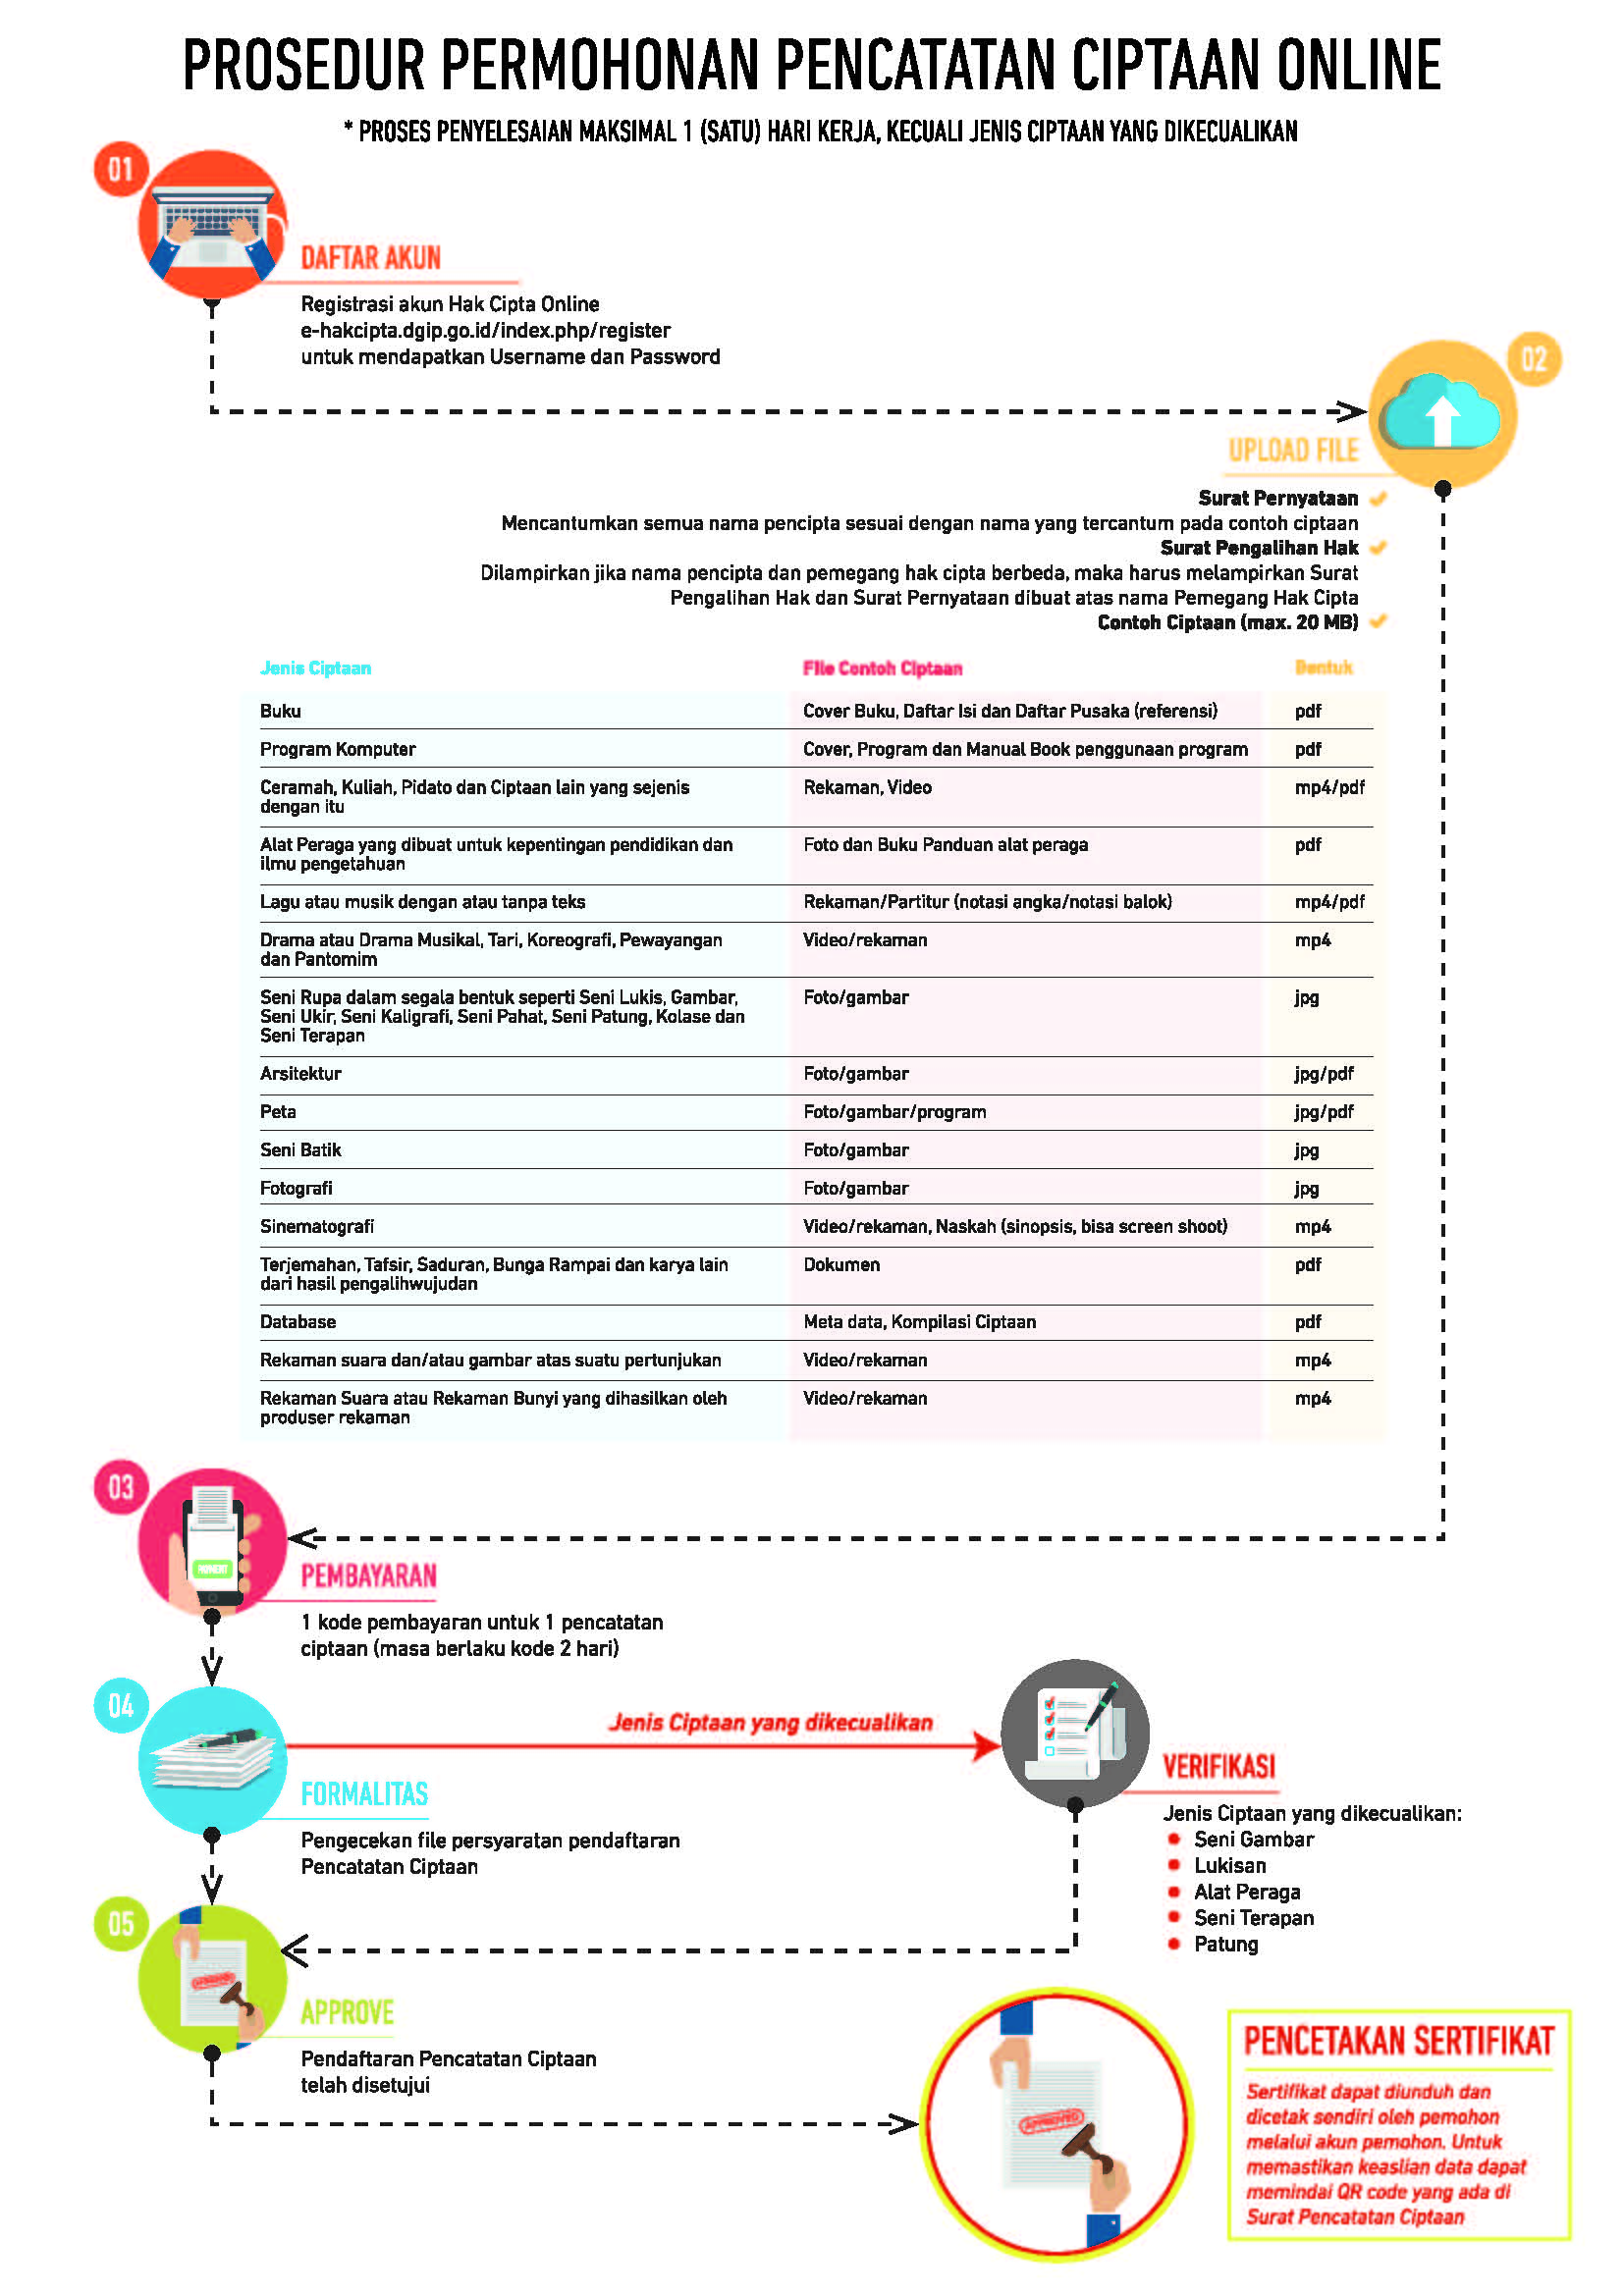 PROSEDUR PERMOHONAN PENCATATAN CIPTAAN ONLINE
* PROSES PENYELESAIAN MAKSIMAL 1 (SATU) HARI KERJA, KECUALI JENIS CIPTAAN YANG DIKECUALIKAN
01
DAFTAR AKUN
Registrasi akun Hak Cipta Online
e-hakcipta.dgip.go.id/index.php/register
untuk mendapatkan Username dan Password
02
UPLOAD FILE
Surat Pernyataan
Mencantumkan semua nama pencipta sesuai dengan nama yang tercantum pada contoh ciptaan
Surat Pengalihan Hak
Dilampirkan jika nama pencipta dan pemegang hak cipta berbeda, maka harus melampirkan Surat
Pengalihan Hak dan Surat Pernyataan dibuat atas nama Pemegang Hak Cipta
Contoh Ciptaan (max. 20 MB)
Jenis Ciptaan File Contoh Ciptaan Bentuk
Buku Cover Buku, Daftar Isi dan Daftar Pusaka (referensi) pdf
Program Komputer Cover, Program dan Manual Book penggunaan program pdf
Ceramah, Kuliah, Pidato dan Ciptaan lain yang sejenis Rekaman, Video mp4/pdf
dengan itu
Alat Peraga yang dibuat untuk kepentingan pendidikan dan Foto dan Buku Panduan alat peraga pdf
ilmu pengetahuan
Lagu atau musik dengan atau tanpa teks Rekaman/Partitur (notasi angka/notasi balok) mp4/pdf
Drama atau Drama Musikal, Tari, Koreografi, Pewayangan Video/rekaman mp4
dan Pantomim
Seni Rupa dalam segala bentuk seperti Seni Lukis, Gambar, Foto/gambar jpg
Seni Ukir, Seni Kaligrafi, Seni Pahat, Seni Patung, Kolase dan
Seni Terapan
Arsitektur Foto/gambar jpg/pdf
Peta Foto/gambar/program jpg/pdf
Seni Batik Foto/gambar jpg
Fotografi Foto/gambar jpg
Sinematografi Video/rekaman, Naskah (sinopsis, bisa screen shoot) mp4
Terjemahan, Tafsir, Saduran, Bunga Rampai dan karya lain Dokumen pdf
dari hasil pengalihwujudan
Database Meta data, Kompilasi Ciptaan pdf
Rekaman suara dan/atau gambar atas suatu pertunjukan Video/rekaman mp4
Rekaman Suara atau Rekaman Bunyi yang dihasilkan oleh Video/rekaman mp4
produser rekaman
03
PAYMENT
PEMBAYARAN
1 kode pembayaran untuk 1 pencatatan
ciptaan (masa berlaku kode 2 hari)
04
FORMALITAS
Pengecekan file persyaratan pendaftaran
Pencatatan Ciptaan
Jenis Ciptaan yang dikecualikan
VERIFIKASI
Jenis Ciptaan yang dikecualikan:
Seni Gambar
Lukisan
Alat Peraga
Seni Terapan
Patung
05
APPROVED
APPROVE
Pendaftaran Pencatatan Ciptaan
telah disetujui
APPROVED
PENCETAKAN SERTIFIKAT
Sertifikat dapat diunduh dan
dicetak sendiri oleh pemohon
melalui akun pemohon. Untuk
memastikan keaslian data dapat
memindai QR code yang ada di
Surat Pencatatan Ciptaan